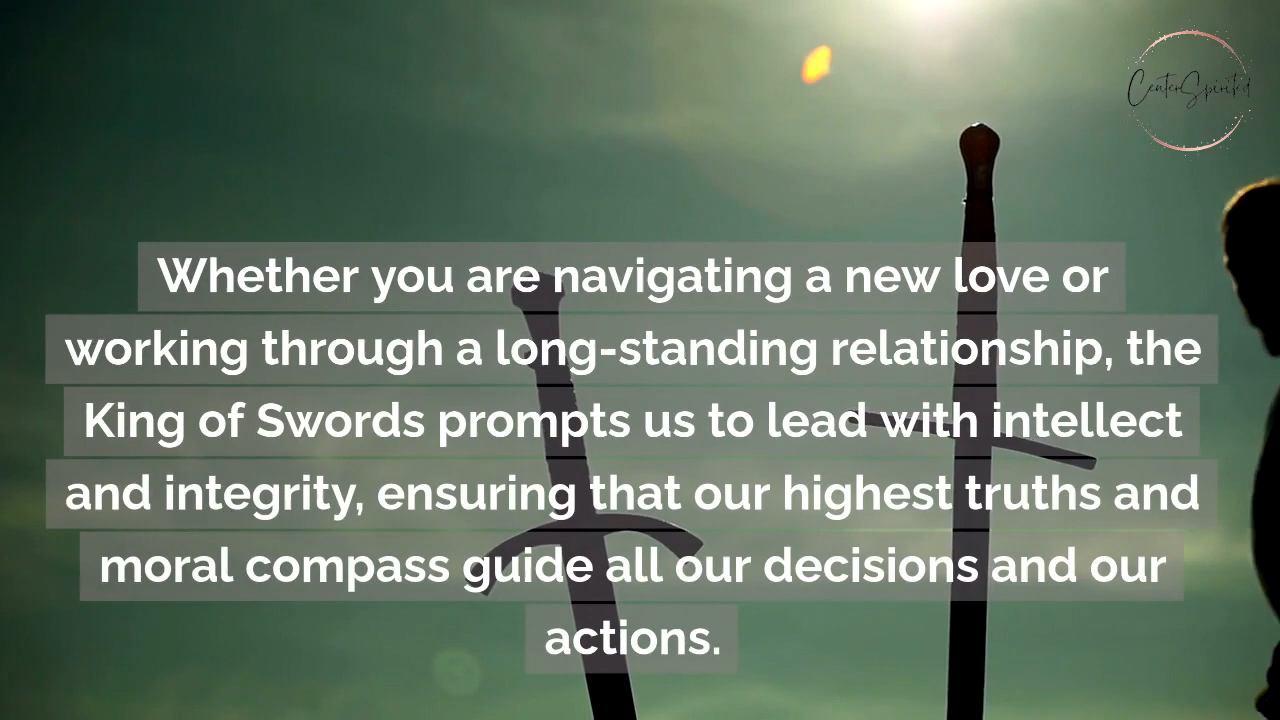 CenterSpirited
Whether you are navigating a new love or
working through a long-standing relationship, the
King of Swords prompts us to lead with intellect
and integrity, ensuring that our highest truths and
moral compass guide all our decisions and our
actions.